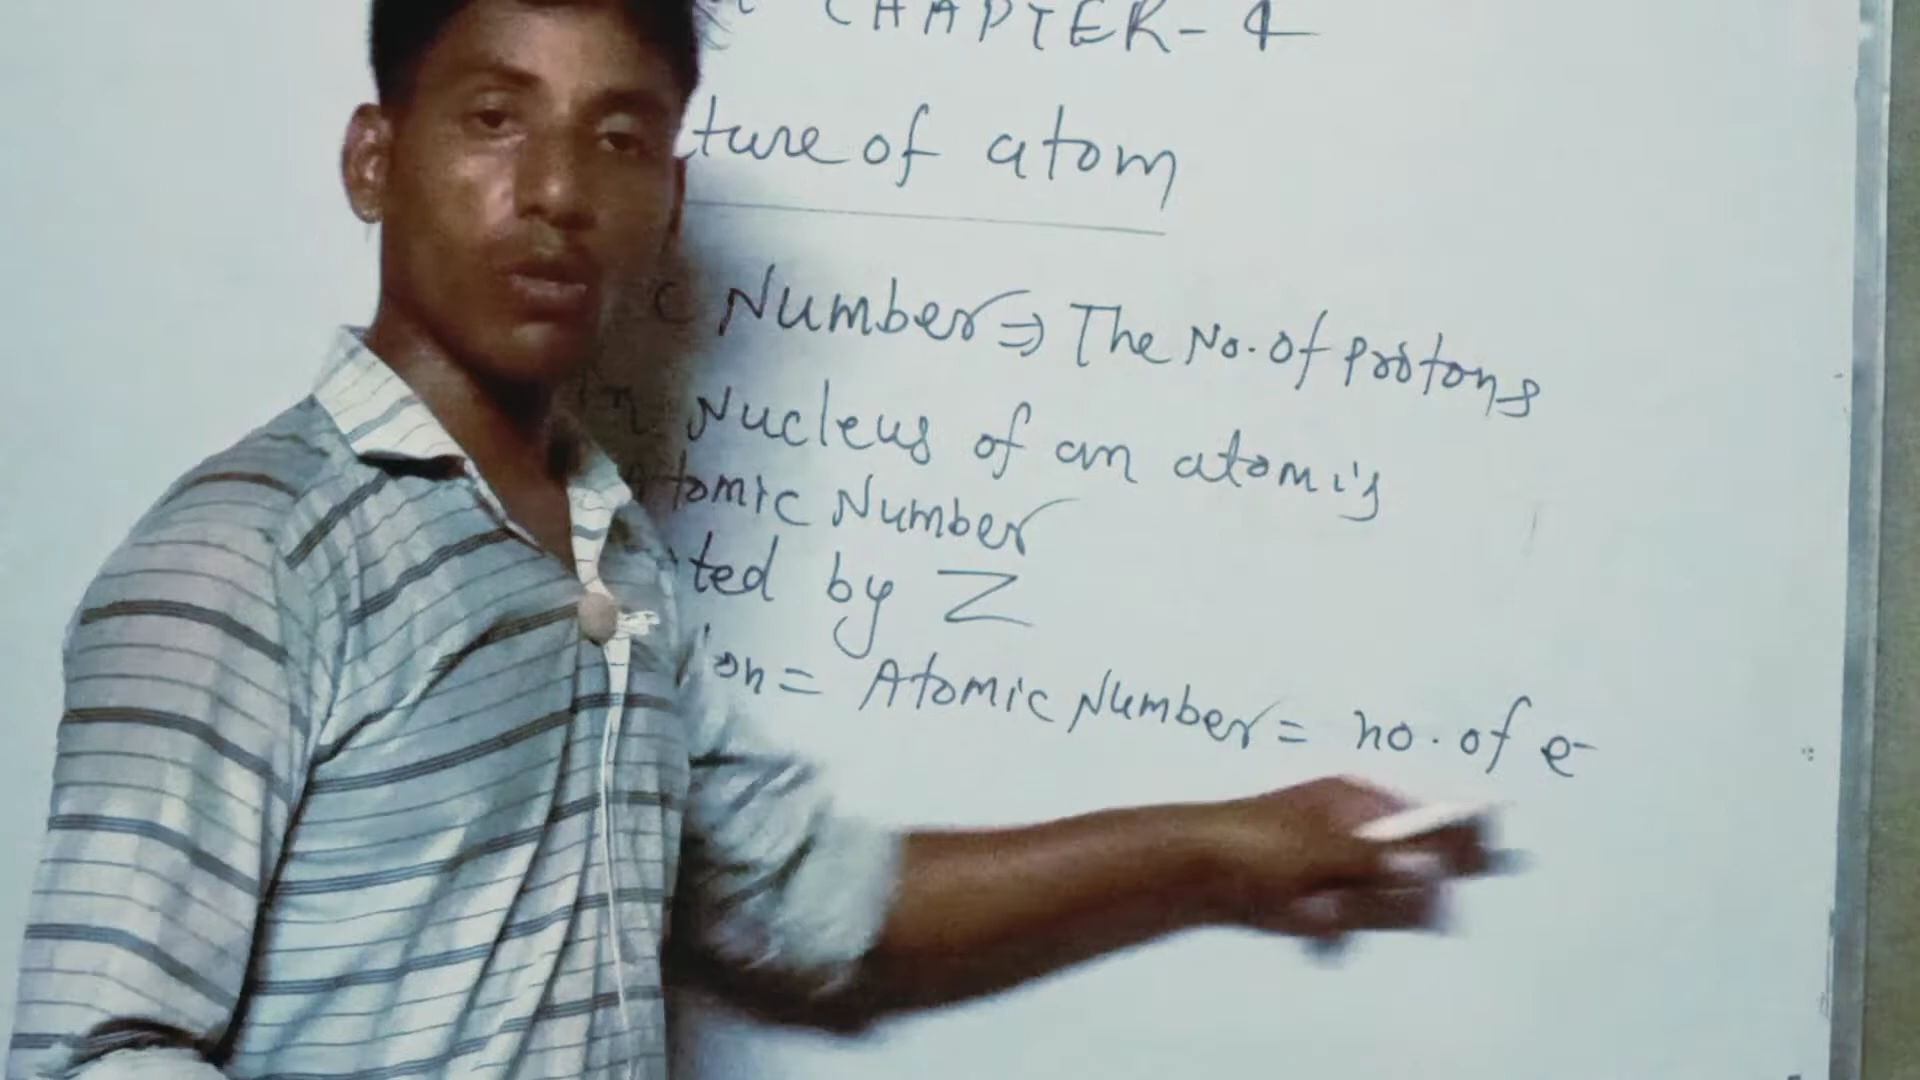 CHAPTER-4
ture of atom
c Number ⇒ The No. of protons
in Nucleus of an atom is
Atomic Number
ted by Z
on = Atomic Number = no. of e-